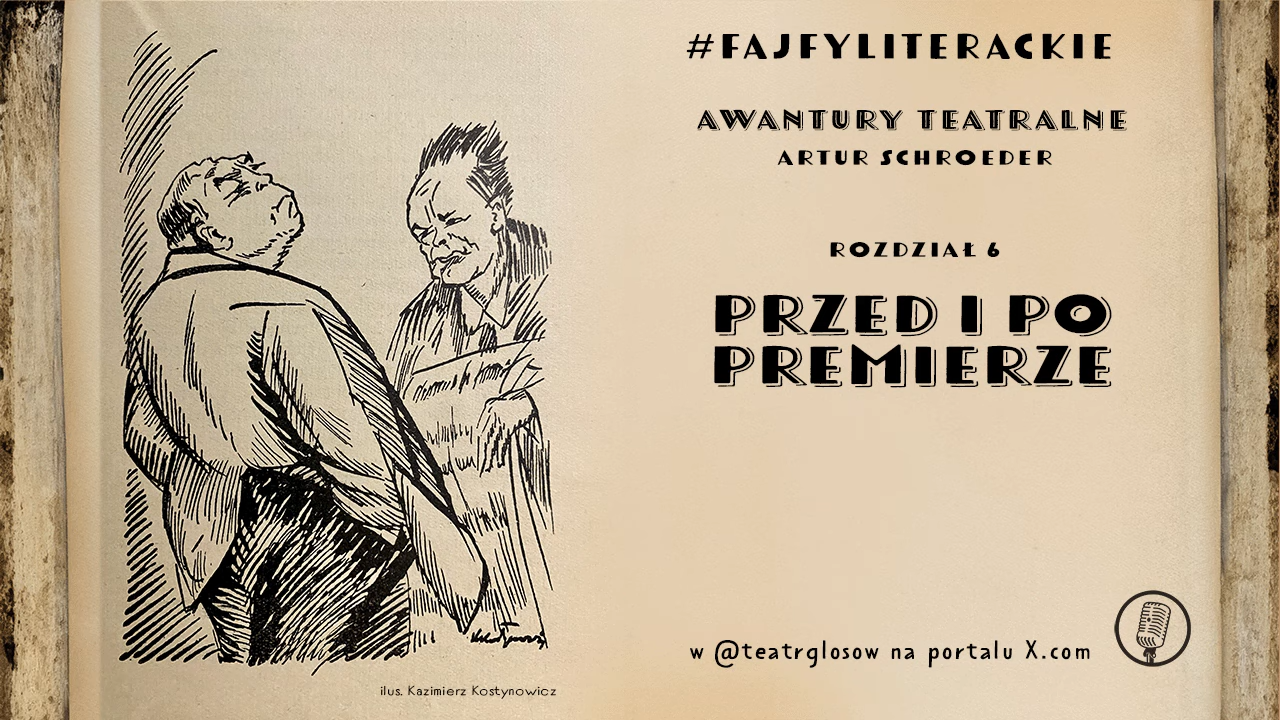 #FAJFYLITERACKIE
AWANTURY TEATRALNE
ARTUR SCHROEDER
ROZDZIAŁ 6
PRZED I PO
PREMIERZE
w @teatrglosow na portalu X.com
ilus. Kazimierz Kostynowicz